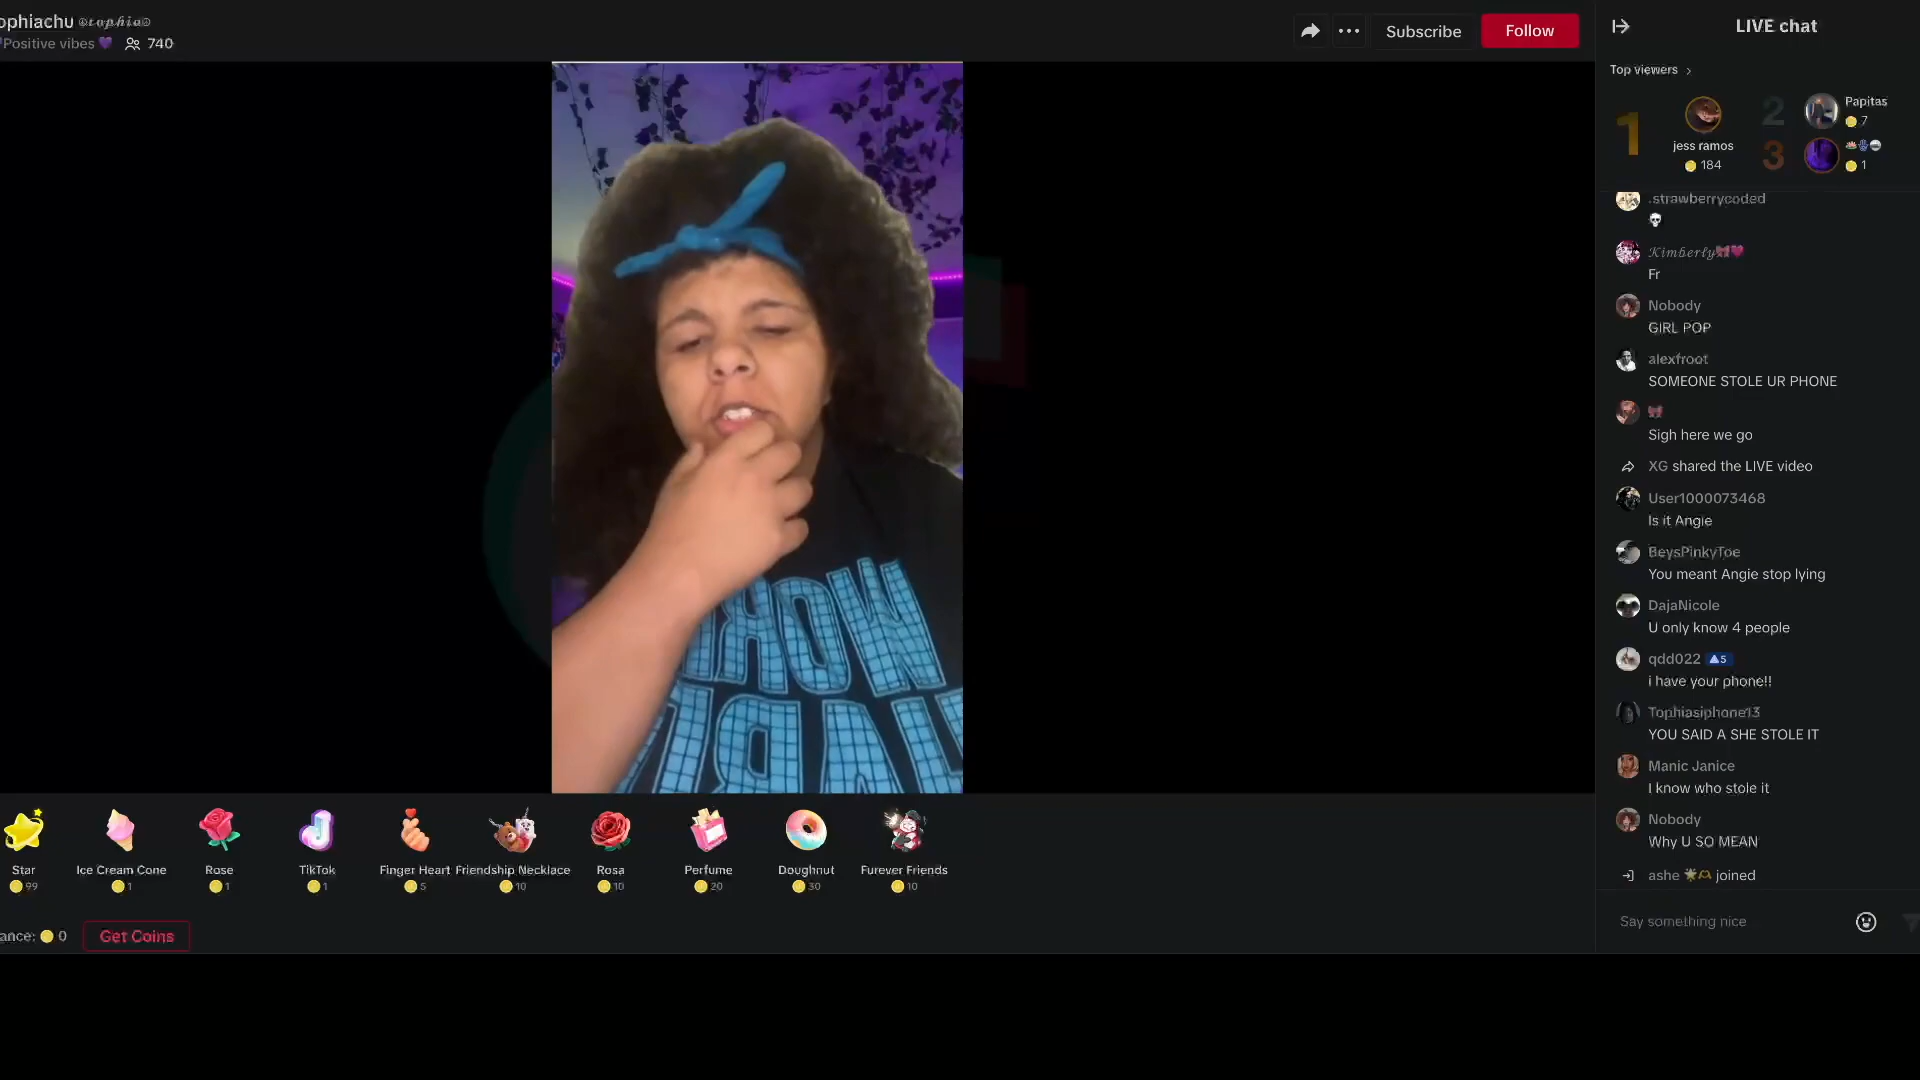 ophiachu @tophia
Positive vibes 💜 740
Subscribe
Follow
LIVE chat
Top viewers
1
jess ramos
184
2
Papitas
7
3
1
WORK
HARD
.strawberrycoded
💀
Kimberly🎀💗
Fr
Nobody
GIRL POP
alexfroot
SOMEONE STOLE UR PHONE
🎀
Sigh here we go
XG shared the LIVE video
User1000073468
Is it Angie
BeysPinkyToe
You meant Angie stop lying
DajaNicole
U only know 4 people
qdd022 5
i have your phone!!
Tophiasiphone13
YOU SAID A SHE STOLE IT
Manic Janice
I know who stole it
Nobody
Why U SO MEAN
ashe joined
Say something nice
Star
99
Ice Cream Cone
1
Rose
1
TikTok
1
Finger Heart
5
Friendship Necklace
10
Rosa
10
Perfume
20
Doughnut
30
Furever Friends
10
ance: 0
Get Coins